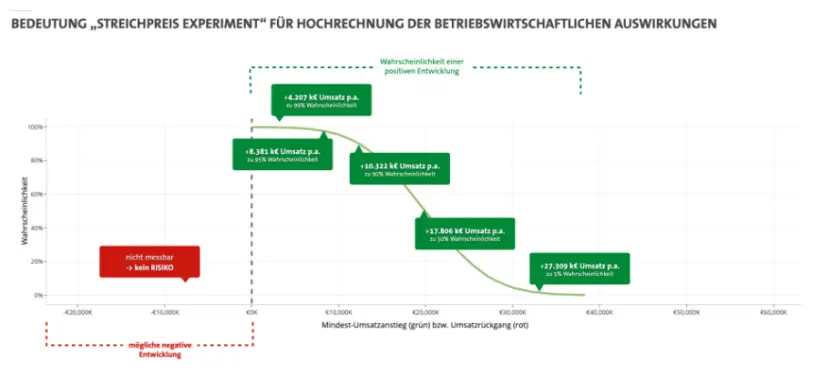 BEDEUTUNG „STREICHPREIS EXPERIMENT“ FÜR HOCHRECHNUNG DER BETRIEBSWIRTSCHAFTLICHEN AUSWIRKUNGEN
Wahrscheinlichkeit einer
positiven Entwicklung
+4.207 k€ Umsatz p.a.
zu 99% Wahrscheinlichkeit
+8.381 k€ Umsatz p.a.
zu 95% Wahrscheinlichkeit
+10.322 k€ Umsatz p.a.
zu 90% Wahrscheinlichkeit
+17.806 k€ Umsatz p.a.
zu 50% Wahrscheinlichkeit
+27.309 k€ Umsatz p.a.
zu 5% Wahrscheinlichkeit
nicht messbar
-> kein RISIKO
Wahrscheinlichkeit
100%
80%
60%
40%
20%
0%
-€20,000K
-€10,000K
€0K
€10,000K
€20,000K
€30,000K
€40,000K
€50,000K
€60,000K
Mindest-Umsatzanstieg (grün) bzw. Umsatzrückgang (rot)
mögliche negative
Entwicklung